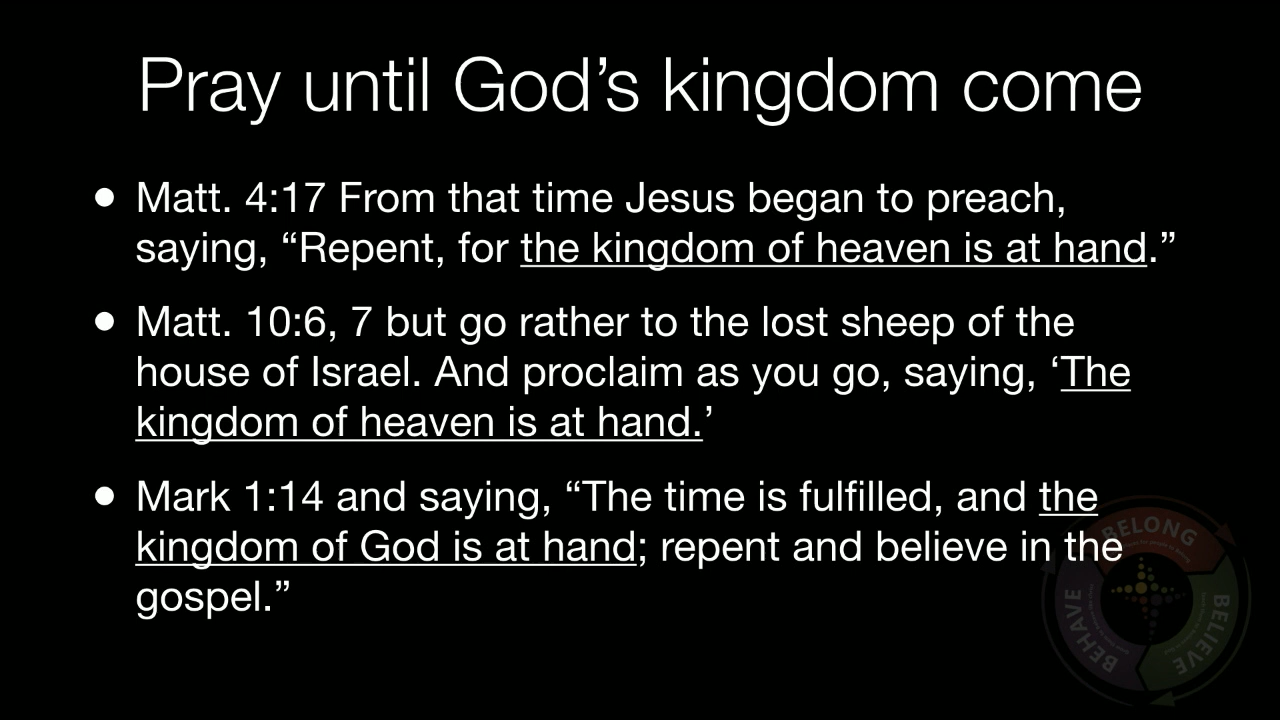 Pray until God’s kingdom come
• Matt. 4:17 From that time Jesus began to preach,
saying, “Repent, for the kingdom of heaven is at hand.”
• Matt. 10:6, 7 but go rather to the lost sheep of the
house of Israel. And proclaim as you go, saying, ‘The
kingdom of heaven is at hand.’
• Mark 1:14 and saying, “The time is fulfilled, and the
kingdom of God is at hand; repent and believe in the
gospel.”
BELONG
BELIEVE
BEHAVE